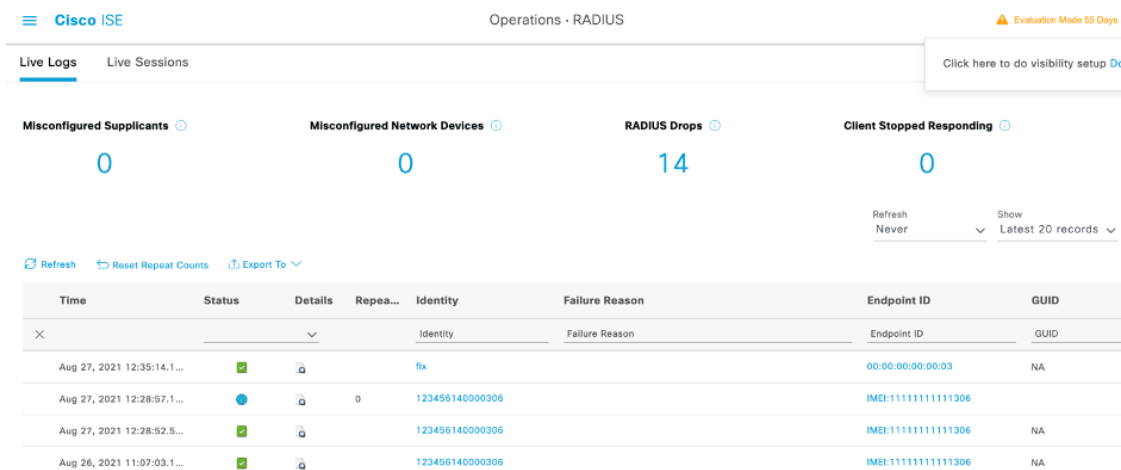 Cisco ISE
Operations · RADIUS
Evaluation Mode 55 Days
Live Logs Live Sessions
Click here to do visibility setup Do
Misconfigured Supplicants Misconfigured Network Devices RADIUS Drops Client Stopped Responding
0 0 14 0
Refresh Show
Never Latest 20 records
Refresh Reset Repeat Counts Export To
Time Status Details Repea... Identity Failure Reason Endpoint ID GUID
Identity Failure Reason Endpoint ID GUID
Aug 27, 2021 12:35:14.1... fix 00:00:00:00:00:03 NA
Aug 27, 2021 12:28:57.1... 0 123456140000306 IMEI:11111111111306
Aug 27, 2021 12:28:52.5... 123456140000306 IMEI:11111111111306 NA
Aug 26, 2021 11:07:03.1... 123456140000306 IMEI:11111111111306 NA